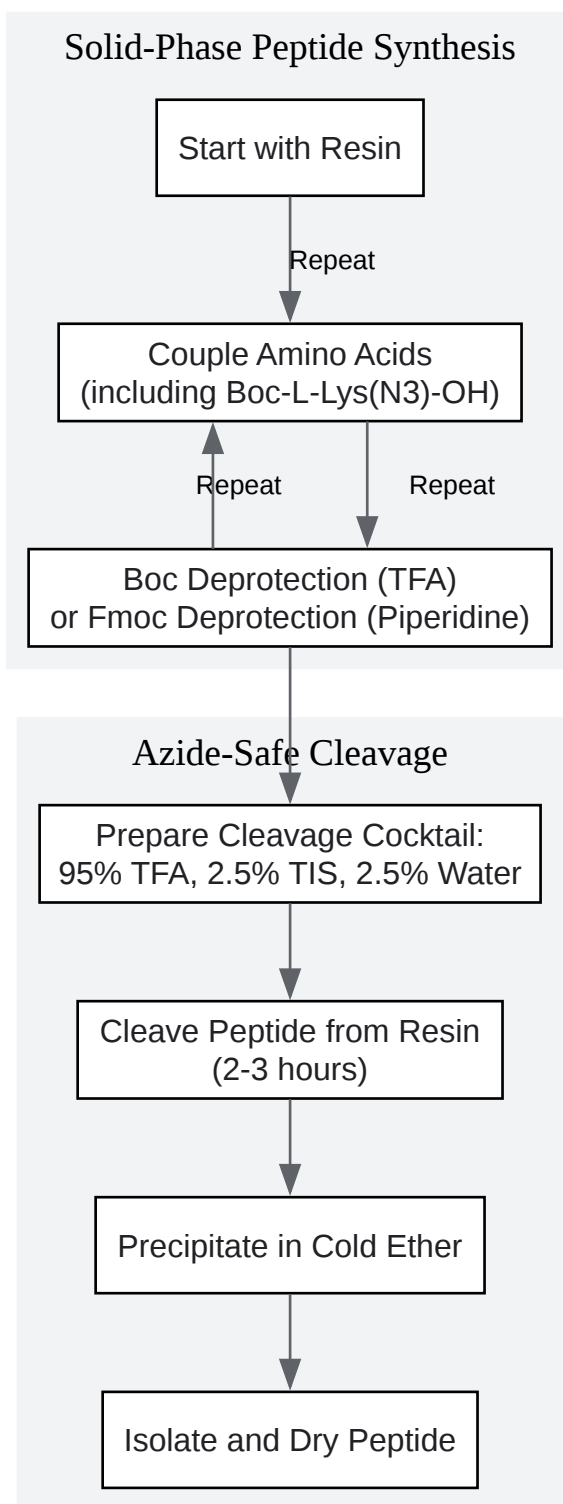 Solid-Phase Peptide Synthesis
Start with Resin
Repeat
Couple Amino Acids
(including Boc-L-Lys(N3)-OH)
Repeat
Repeat
Boc Deprotection (TFA)
or Fmoc Deprotection (Piperidine)
Azide-Safe Cleavage
Prepare Cleavage Cocktail:
95% TFA, 2.5% TIS, 2.5% Water
Cleave Peptide from Resin
(2-3 hours)
Precipitate in Cold Ether
Isolate and Dry Peptide